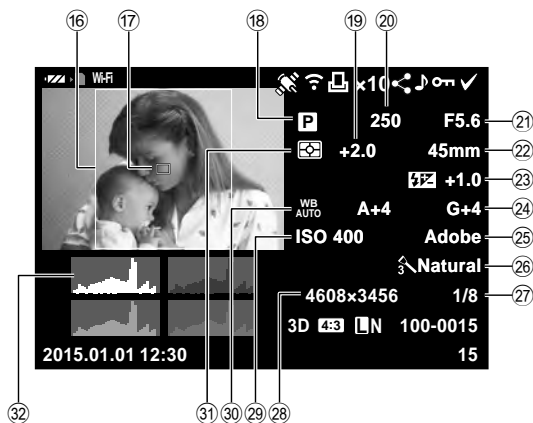 ⑯ ⑰ ⑱ ⑲ ⑳
Wi-Fi ×10
P 250 F5.6 ㉑
+2.0 45mm ㉒
+1.0 ㉓
WB AUTO A+4 G+4 ㉔
ISO 400 Adobe ㉕
3 Natural ㉖
4608×3456 1/8 ㉗
3D 4:3 LN 100-0015
2015.01.01 12:30 15
㉜ ㉛ ㉚ ㉙ ㉘